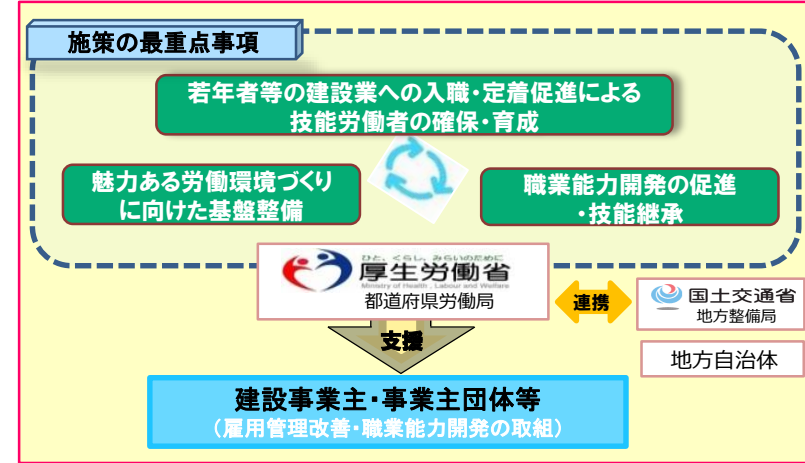 施策の最重点事項
若年者等の建設業への入職・定着促進による
技能労働者の確保・育成
魅力ある労働環境づくり
に向けた基盤整備
職業能力開発の促進
・技能継承
ひと、くらし、みらいのために
厚生労働省
Ministry of Health, Labour and Welfare
都道府県労働局
連携
国土交通省
地方整備局
地方自治体
支援
建設事業主・事業主団体等
（雇用管理改善・職業能力開発の取組）